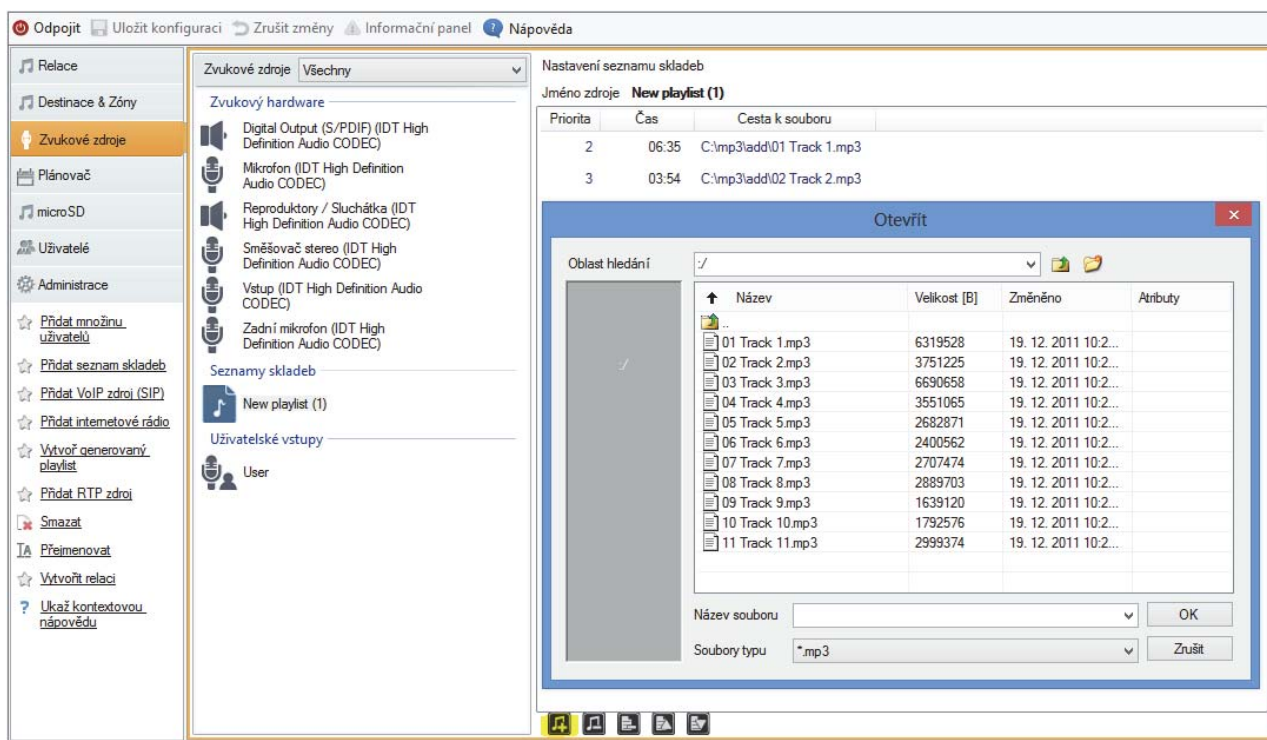 Odpojit Uložit konfiguraci Zrušit změny Informační panel Nápověda
Relace
Destinace & Zóny
Zvukové zdroje
Plánovač
microSD
Uživatelé
Administrace
Přidat množinu
uživatelů
Přidat seznam skladeb
Přidat VoIP zdroj (SIP)
Přidat internetové rádio
Vytvoř generovaný
playlist
Přidat RTP zdroj
Smazat
Přejmenovat
Vytvořit relaci
? Ukaž kontextovou
nápovědu
Zvukové zdroje Všechny
Zvukový hardware
Digital Output (S/PDIF) (IDT High
Definition Audio CODEC)
Mikrofon (IDT High Definition
Audio CODEC)
Reproduktory / Sluchátka (IDT
High Definition Audio CODEC)
Směšovač stereo (IDT High
Definition Audio CODEC)
Vstup (IDT High Definition Audio
CODEC)
Zadní mikrofon (IDT High
Definition Audio CODEC)
Seznamy skladeb
New playlist (1)
Uživatelské vstupy
User
Nastavení seznamu skladeb
Jméno zdroje New playlist (1)
Priorita Čas Cesta k souboru
2 06:35 C:\mp3\add\01 Track 1.mp3
3 03:54 C:\mp3\add\02 Track 2.mp3
Otevřít
Oblast hledání :/
:/
Název Velikost [B] Změněno Atributy
..
01 Track 1.mp3 6319528 19. 12. 2011 10:2...
02 Track 2.mp3 3751225 19. 12. 2011 10:2...
03 Track 3.mp3 6690658 19. 12. 2011 10:2...
04 Track 4.mp3 3551065 19. 12. 2011 10:2...
05 Track 5.mp3 2682871 19. 12. 2011 10:2...
06 Track 6.mp3 2400562 19. 12. 2011 10:2...
07 Track 7.mp3 2707474 19. 12. 2011 10:2...
08 Track 8.mp3 2889703 19. 12. 2011 10:2...
09 Track 9.mp3 1639120 19. 12. 2011 10:2...
10 Track 10.mp3 1792576 19. 12. 2011 10:2...
11 Track 11.mp3 2999374 19. 12. 2011 10:2...
Název souboru OK
Soubory typu *.mp3 Zrušit